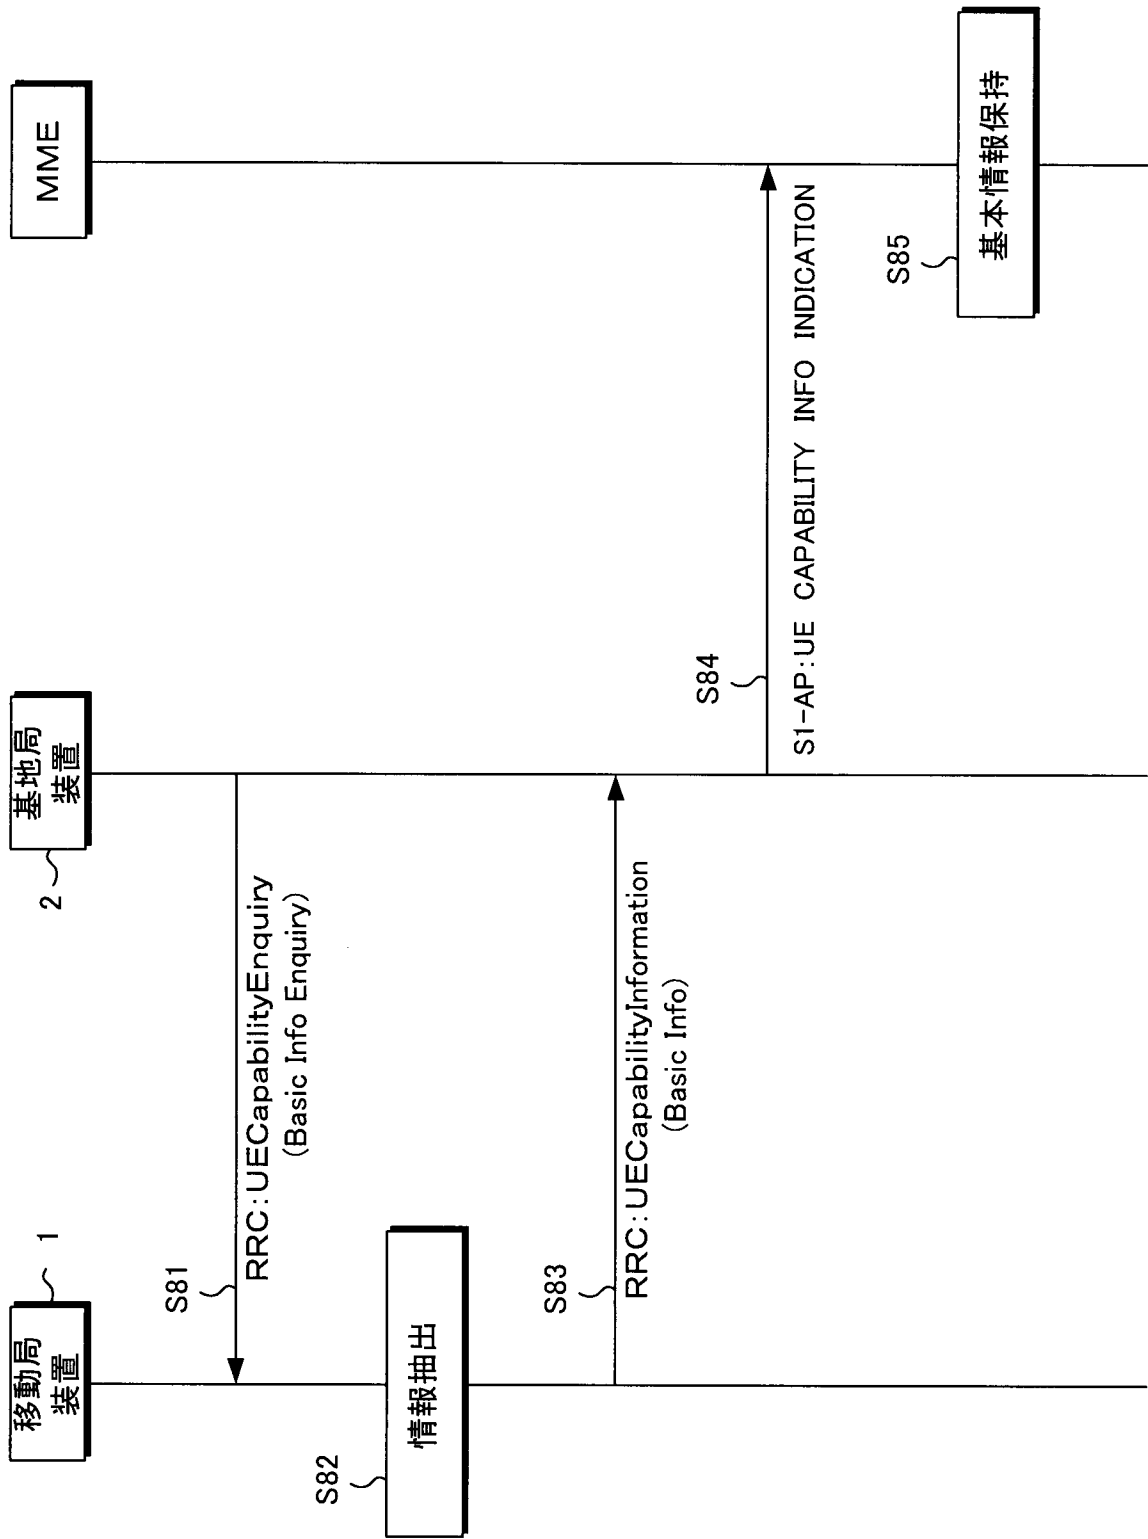 移動局
装置
1
基地局
装置
2
MME
S81
RRC:UECapabilityEnquiry
(Basic Info Enquiry)
S82
情報抽出
S83
RRC:UECapabilityInformation
(Basic Info)
S84
S1-AP:UE CAPABILITY INFO INDICATION
S85
基本情報保持